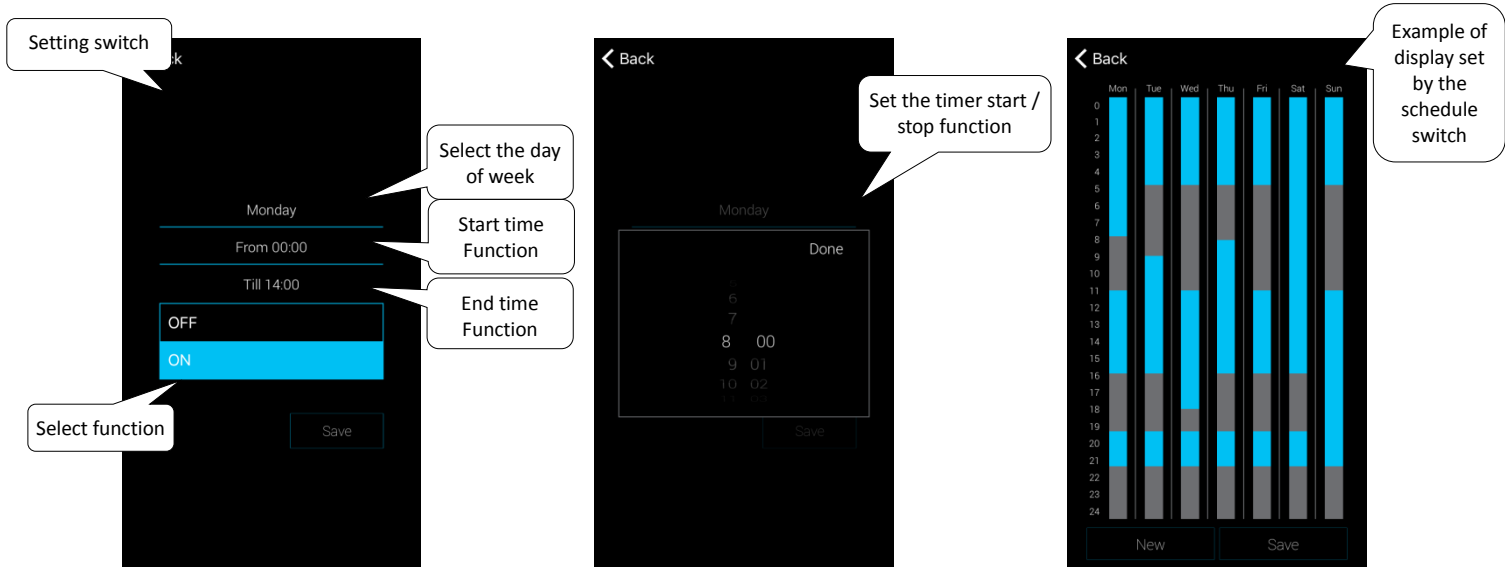 Setting switch
ck
Select the day
of week
Monday
Start time
Function
From 00:00
Till 14:00
End time
Function
OFF
ON
Select function
Save
Back
Set the timer start /
stop function
Monday
Done
6
7
8 00
9 01
10 02
11 03
Save
Example of
display set
by the
schedule
switch
Back
Mon Tue Wed Thu Fri Sat Sun
0
1
2
3
4
5
6
7
8
9
10
11
12
13
14
15
16
17
18
19
20
21
22
23
24
New Save